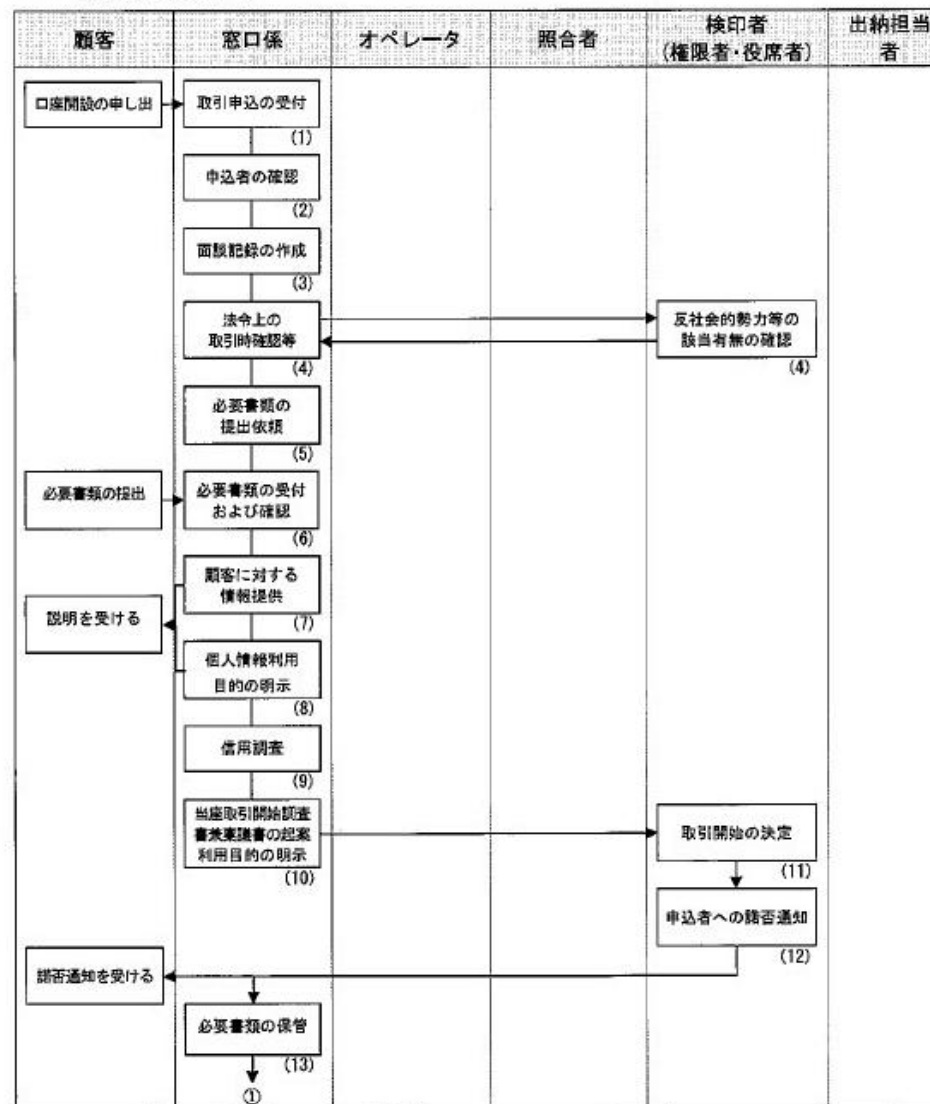 顧客
窓口係
オペレータ
照合者
検印者
(権限者・役席者)
出納担当
者
口座開設の申し出
取引申込の受付
(1)
申込者の確認
(2)
面談記録の作成
(3)
法令上の
取引時確認等
(4)
反社会的勢力等の
該当有無の確認
(4)
必要書類の
提出依頼
(5)
必要書類の提出
必要書類の受付
および確認
(6)
顧客に対する
情報提供
(7)
説明を受ける
個人情報利用
目的の明示
(8)
信用調査
(9)
当座取引開始調査
書兼稟議書の起案
利用目的の明示
(10)
取引開始の決定
(11)
申込者への諾否通知
(12)
諾否通知を受ける
必要書類の保管
(13)
①